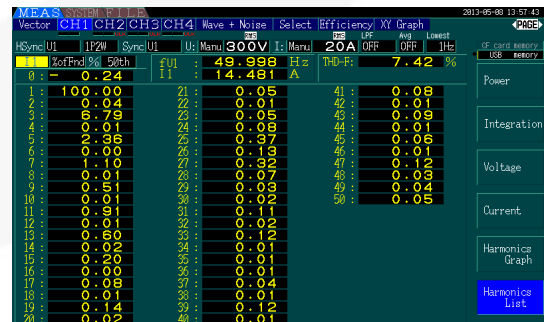 MEAS SYSTEM FILE 2013-05-08 13:57:43
Vector CH1 CH2 CH3 CH4 Wave + Noise Select Efficiency XY Graph PAGE
RMS RMS LPF Avg Lowest
HSync U1 1P2W Sync U1 U: Manu 300V I: Manu 20A OFF OFF 1Hz
CF card memory
USB memory
I1 %ofFnd % 50th fU1 : 49.998 Hz THD-F: 7.42 %
0 : - 0.24 I1 : 14.481 A
Power
1 : 100.00 21 : 0.05 41 : 0.08
2 : 0.04 22 : 0.01 42 : 0.01
3 : 6.79 23 : 0.05 43 : 0.09
4 : 0.01 24 : 0.08 44 : 0.01
Integration
5 : 2.36 25 : 0.37 45 : 0.06
6 : 0.00 26 : 0.13 46 : 0.01
7 : 1.10 27 : 0.32 47 : 0.12
Voltage
8 : 0.01 28 : 0.07 48 : 0.03
9 : 0.51 29 : 0.03 49 : 0.04
10 : 0.01 30 : 0.02 50 : 0.05
11 : 0.91 31 : 0.11
Current
12 : 0.01 32 : 0.02
13 : 0.60 33 : 0.12
14 : 0.02 34 : 0.01
15 : 0.20 35 : 0.01
Harmonics
Graph
16 : 0.00 36 : 0.01
17 : 0.08 37 : 0.04
18 : 0.01 38 : 0.01
Harmonics
List
19 : 0.14 39 : 0.12
20 : 0.02 40 : 0.01